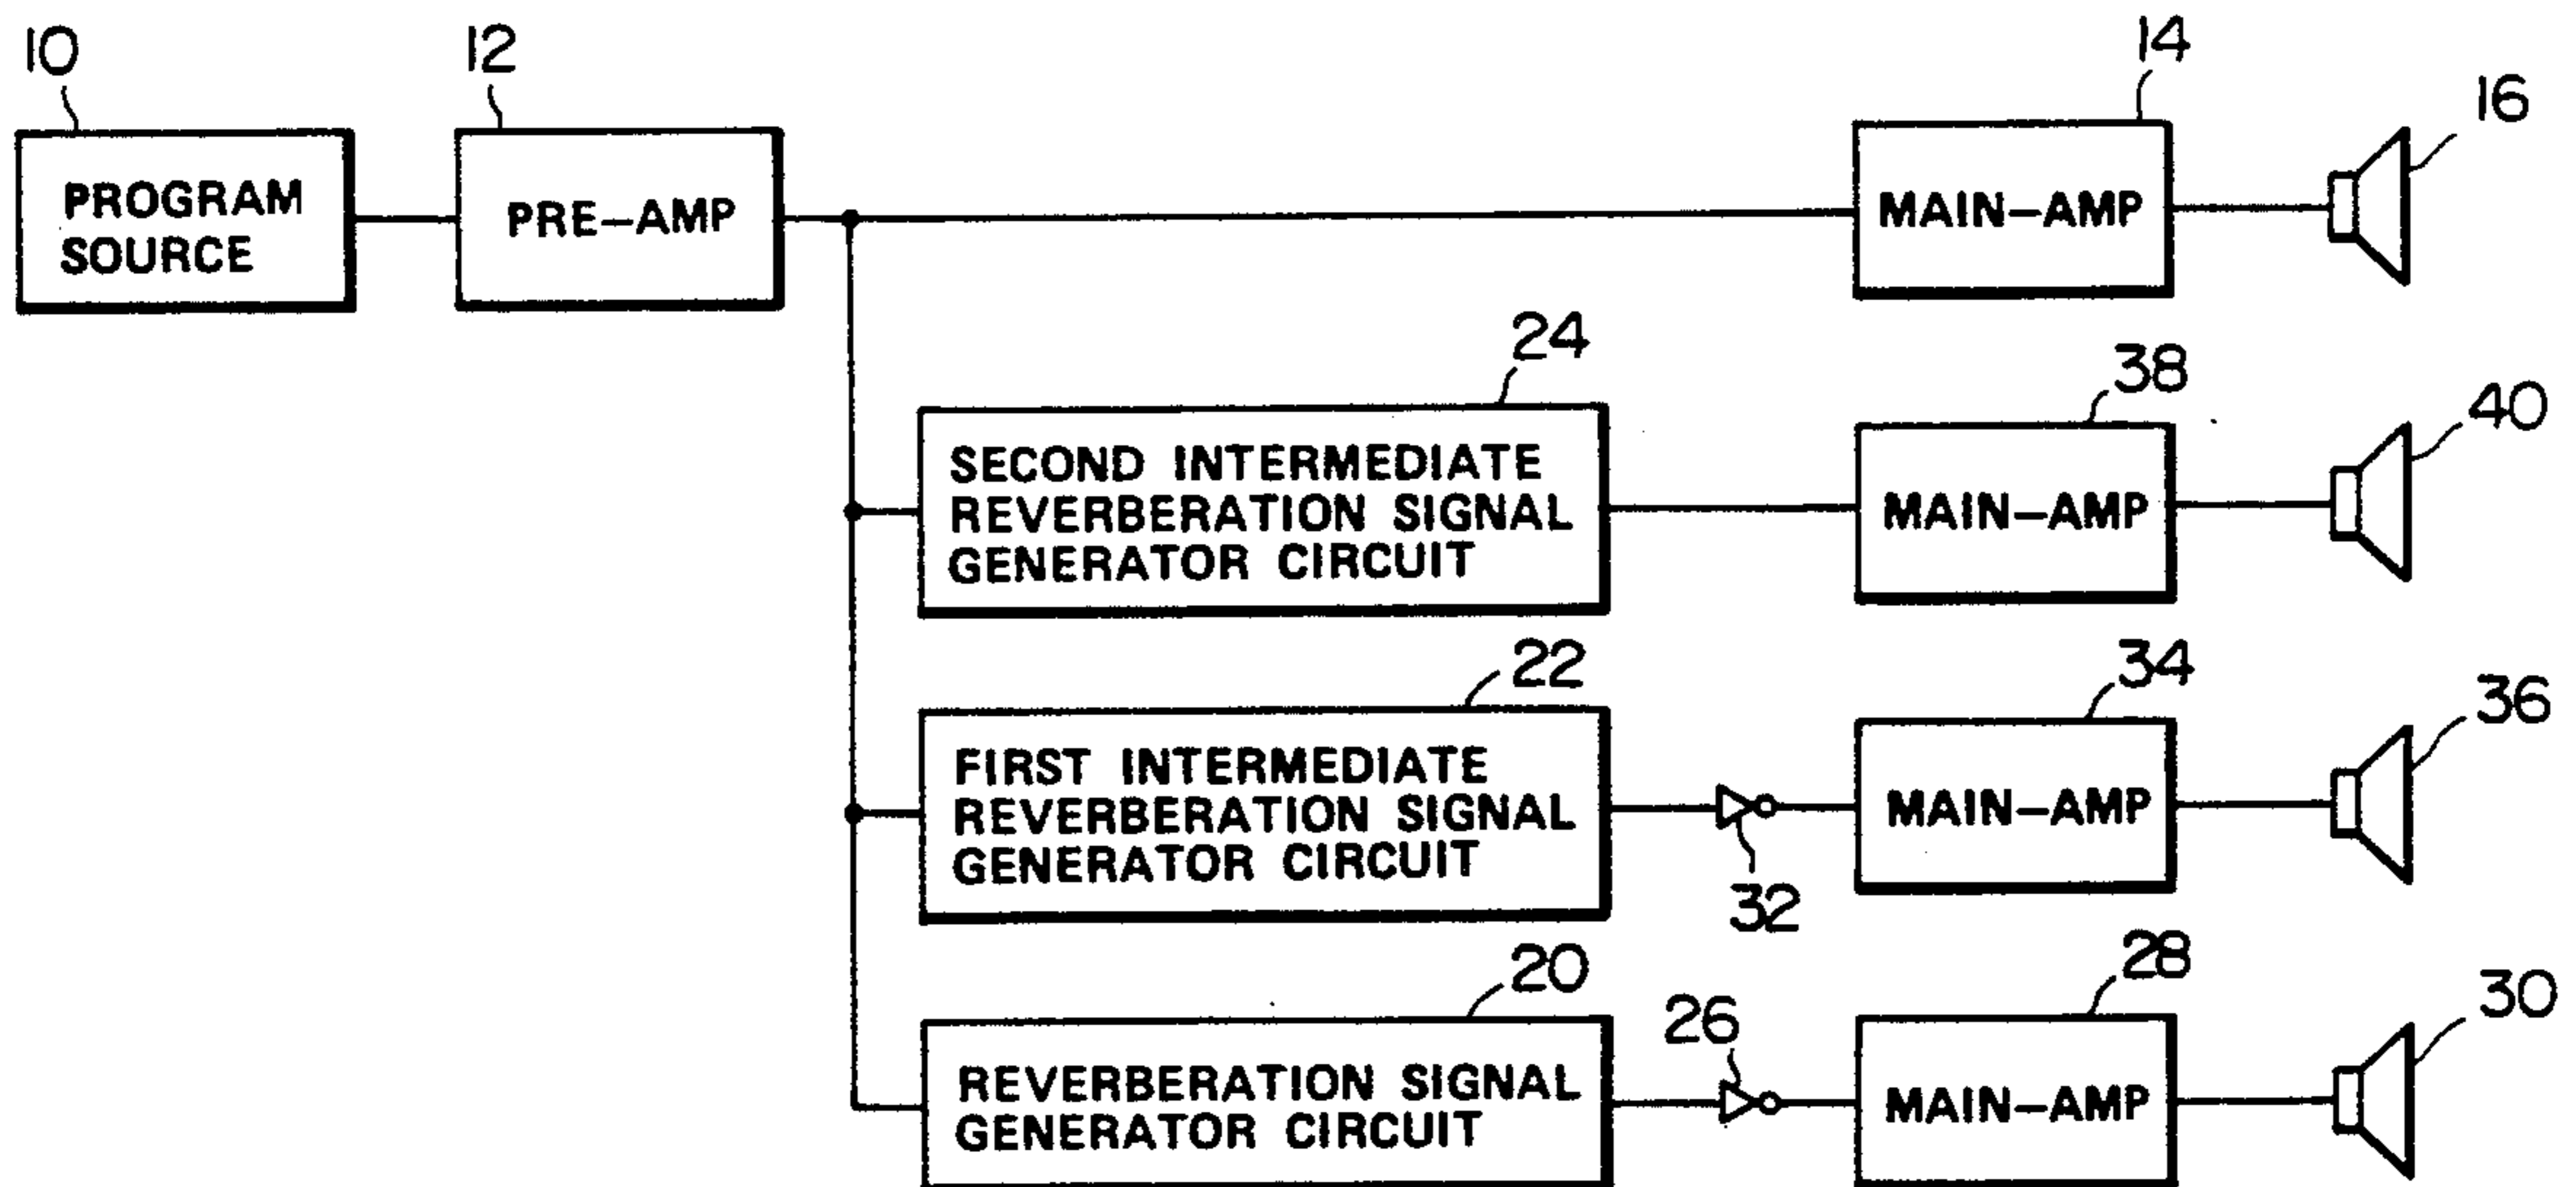 10
12
14
16
PROGRAM
SOURCE
PRE-AMP
MAIN-AMP
24
38
40
SECOND INTERMEDIATE
REVERBERATION SIGNAL
GENERATOR CIRCUIT
MAIN-AMP
22
34
36
FIRST INTERMEDIATE
REVERBERATION SIGNAL
GENERATOR CIRCUIT
32
MAIN-AMP
20
26
28
30
REVERBERATION SIGNAL
GENERATOR CIRCUIT
MAIN-AMP